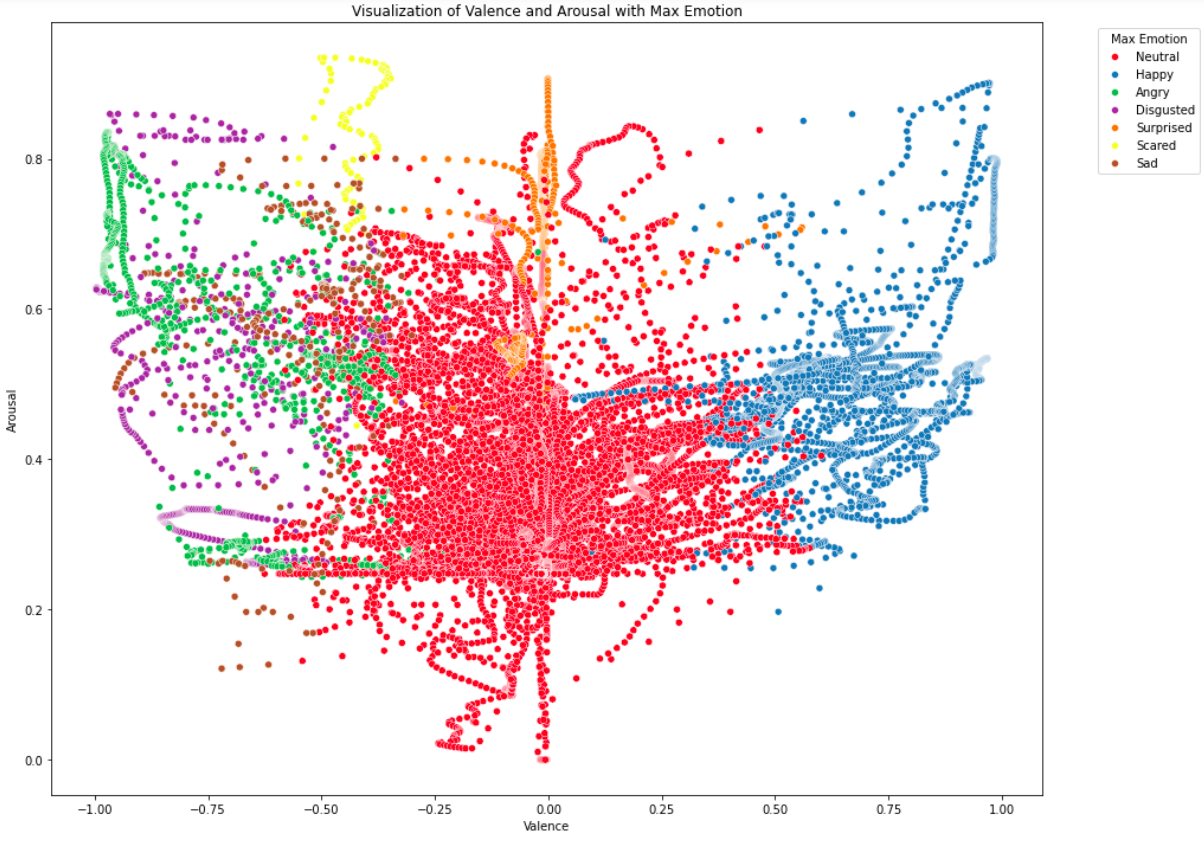 Visualization of Valence and Arousal with Max Emotion
Max Emotion
Neutral
Happy
Angry
Disgusted
Surprised
Scared
Sad
Arousal
0.8
0.6
0.4
0.2
0.0
−1.00 −0.75 −0.50 −0.25 0.00 0.25 0.50 0.75 1.00
Valence